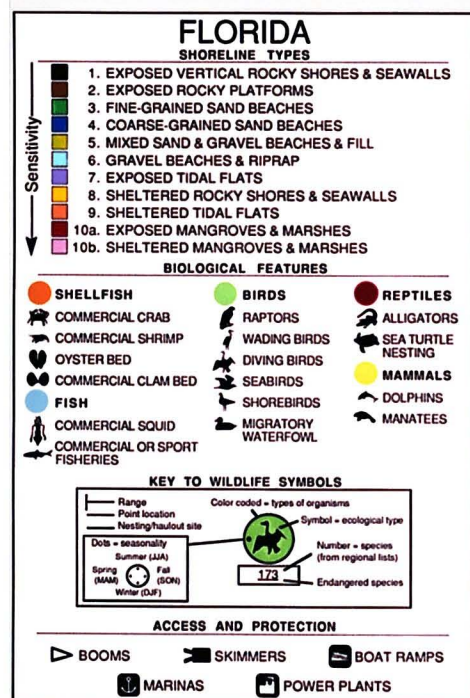 FLORIDA
SHORELINE TYPES
Sensitivity
1. EXPOSED VERTICAL ROCKY SHORES & SEAWALLS
2. EXPOSED ROCKY PLATFORMS
3. FINE-GRAINED SAND BEACHES
4. COARSE-GRAINED SAND BEACHES
5. MIXED SAND & GRAVEL BEACHES & FILL
6. GRAVEL BEACHES & RIPRAP
7. EXPOSED TIDAL FLATS
8. SHELTERED ROCKY SHORES & SEAWALLS
9. SHELTERED TIDAL FLATS
10a. EXPOSED MANGROVES & MARSHES
10b. SHELTERED MANGROVES & MARSHES
BIOLOGICAL FEATURES
SHELLFISH
COMMERCIAL CRAB
COMMERCIAL SHRIMP
OYSTER BED
COMMERCIAL CLAM BED
FISH
COMMERCIAL SQUID
COMMERCIAL OR SPORT
FISHERIES
BIRDS
RAPTORS
WADING BIRDS
DIVING BIRDS
SEABIRDS
SHOREBIRDS
MIGRATORY
WATERFOWL
REPTILES
ALLIGATORS
SEA TURTLE
NESTING
MAMMALS
DOLPHINS
MANATEES
KEY TO WILDLIFE SYMBOLS
Range
Point location
Nesting/haulout site
Dots = seasonality
Summer (JJA)
Spring
(MAM)
Fall
(SON)
Winter (DJF)
Color coded = types of organisms
Symbol = ecological type
Number = species
(from regional lists)
173
Endangered species
ACCESS AND PROTECTION
BOOMS
SKIMMERS
BOAT RAMPS
MARINAS
POWER PLANTS